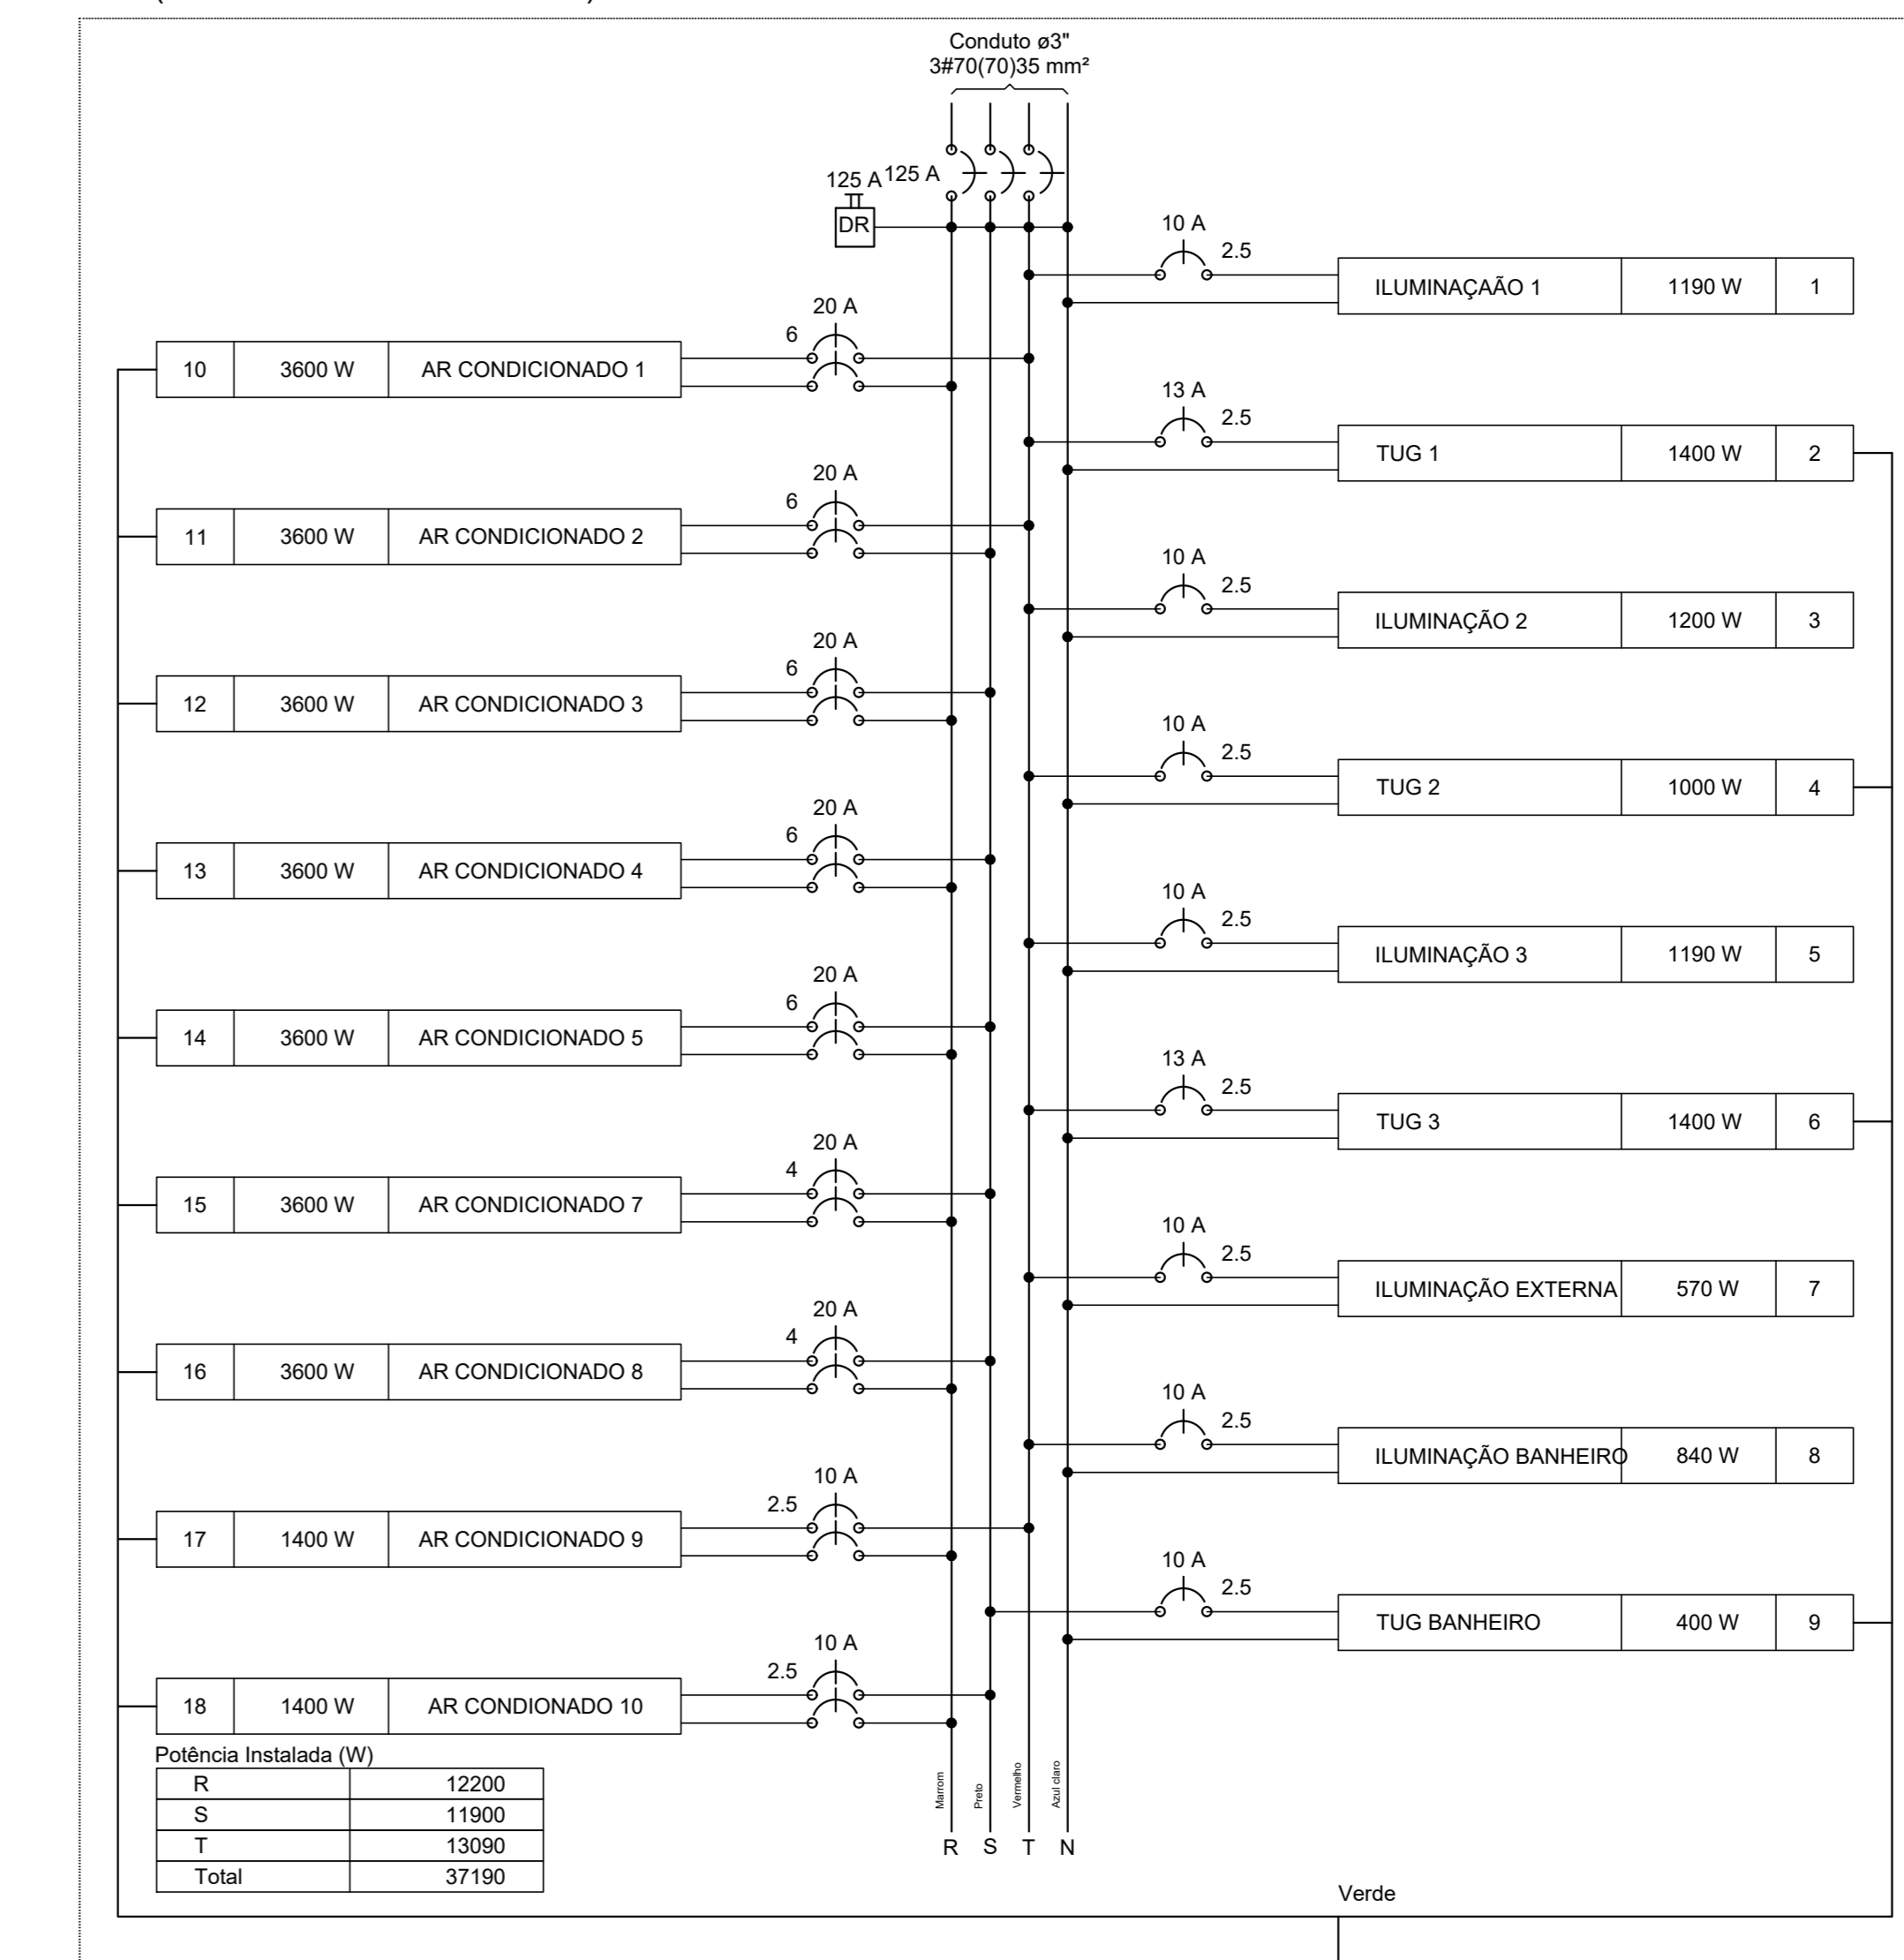 Conduto ø3"
3#70(70)35 mm²
125 A
125 A
DR
10 A
2.5
ILUMINAÇAÃO 1 1190 W 1
20 A
6
10 3600 W AR CONDICIONADO 1
13 A
2.5
TUG 1 1400 W 2
20 A
6
11 3600 W AR CONDICIONADO 2
10 A
2.5
ILUMINAÇÃO 2 1200 W 3
20 A
6
12 3600 W AR CONDICIONADO 3
10 A
2.5
TUG 2 1000 W 4
20 A
6
13 3600 W AR CONDICIONADO 4
10 A
2.5
ILUMINAÇÃO 3 1190 W 5
20 A
6
14 3600 W AR CONDICIONADO 5
13 A
2.5
TUG 3 1400 W 6
20 A
4
15 3600 W AR CONDICIONADO 7
10 A
2.5
ILUMINAÇÃO EXTERNA 570 W 7
20 A
4
16 3600 W AR CONDICIONADO 8
10 A
2.5
ILUMINAÇÃO BANHEIRO 840 W 8
10 A
2.5
17 1400 W AR CONDICIONADO 9
10 A
2.5
TUG BANHEIRO 400 W 9
10 A
2.5
18 1400 W AR CONDIONADO 10
Potência Instalada (W)
R 12200
S 11900
T 13090
Total 37190
Marrom
Preto
Vermelho
Azul claro
R S T N
Verde